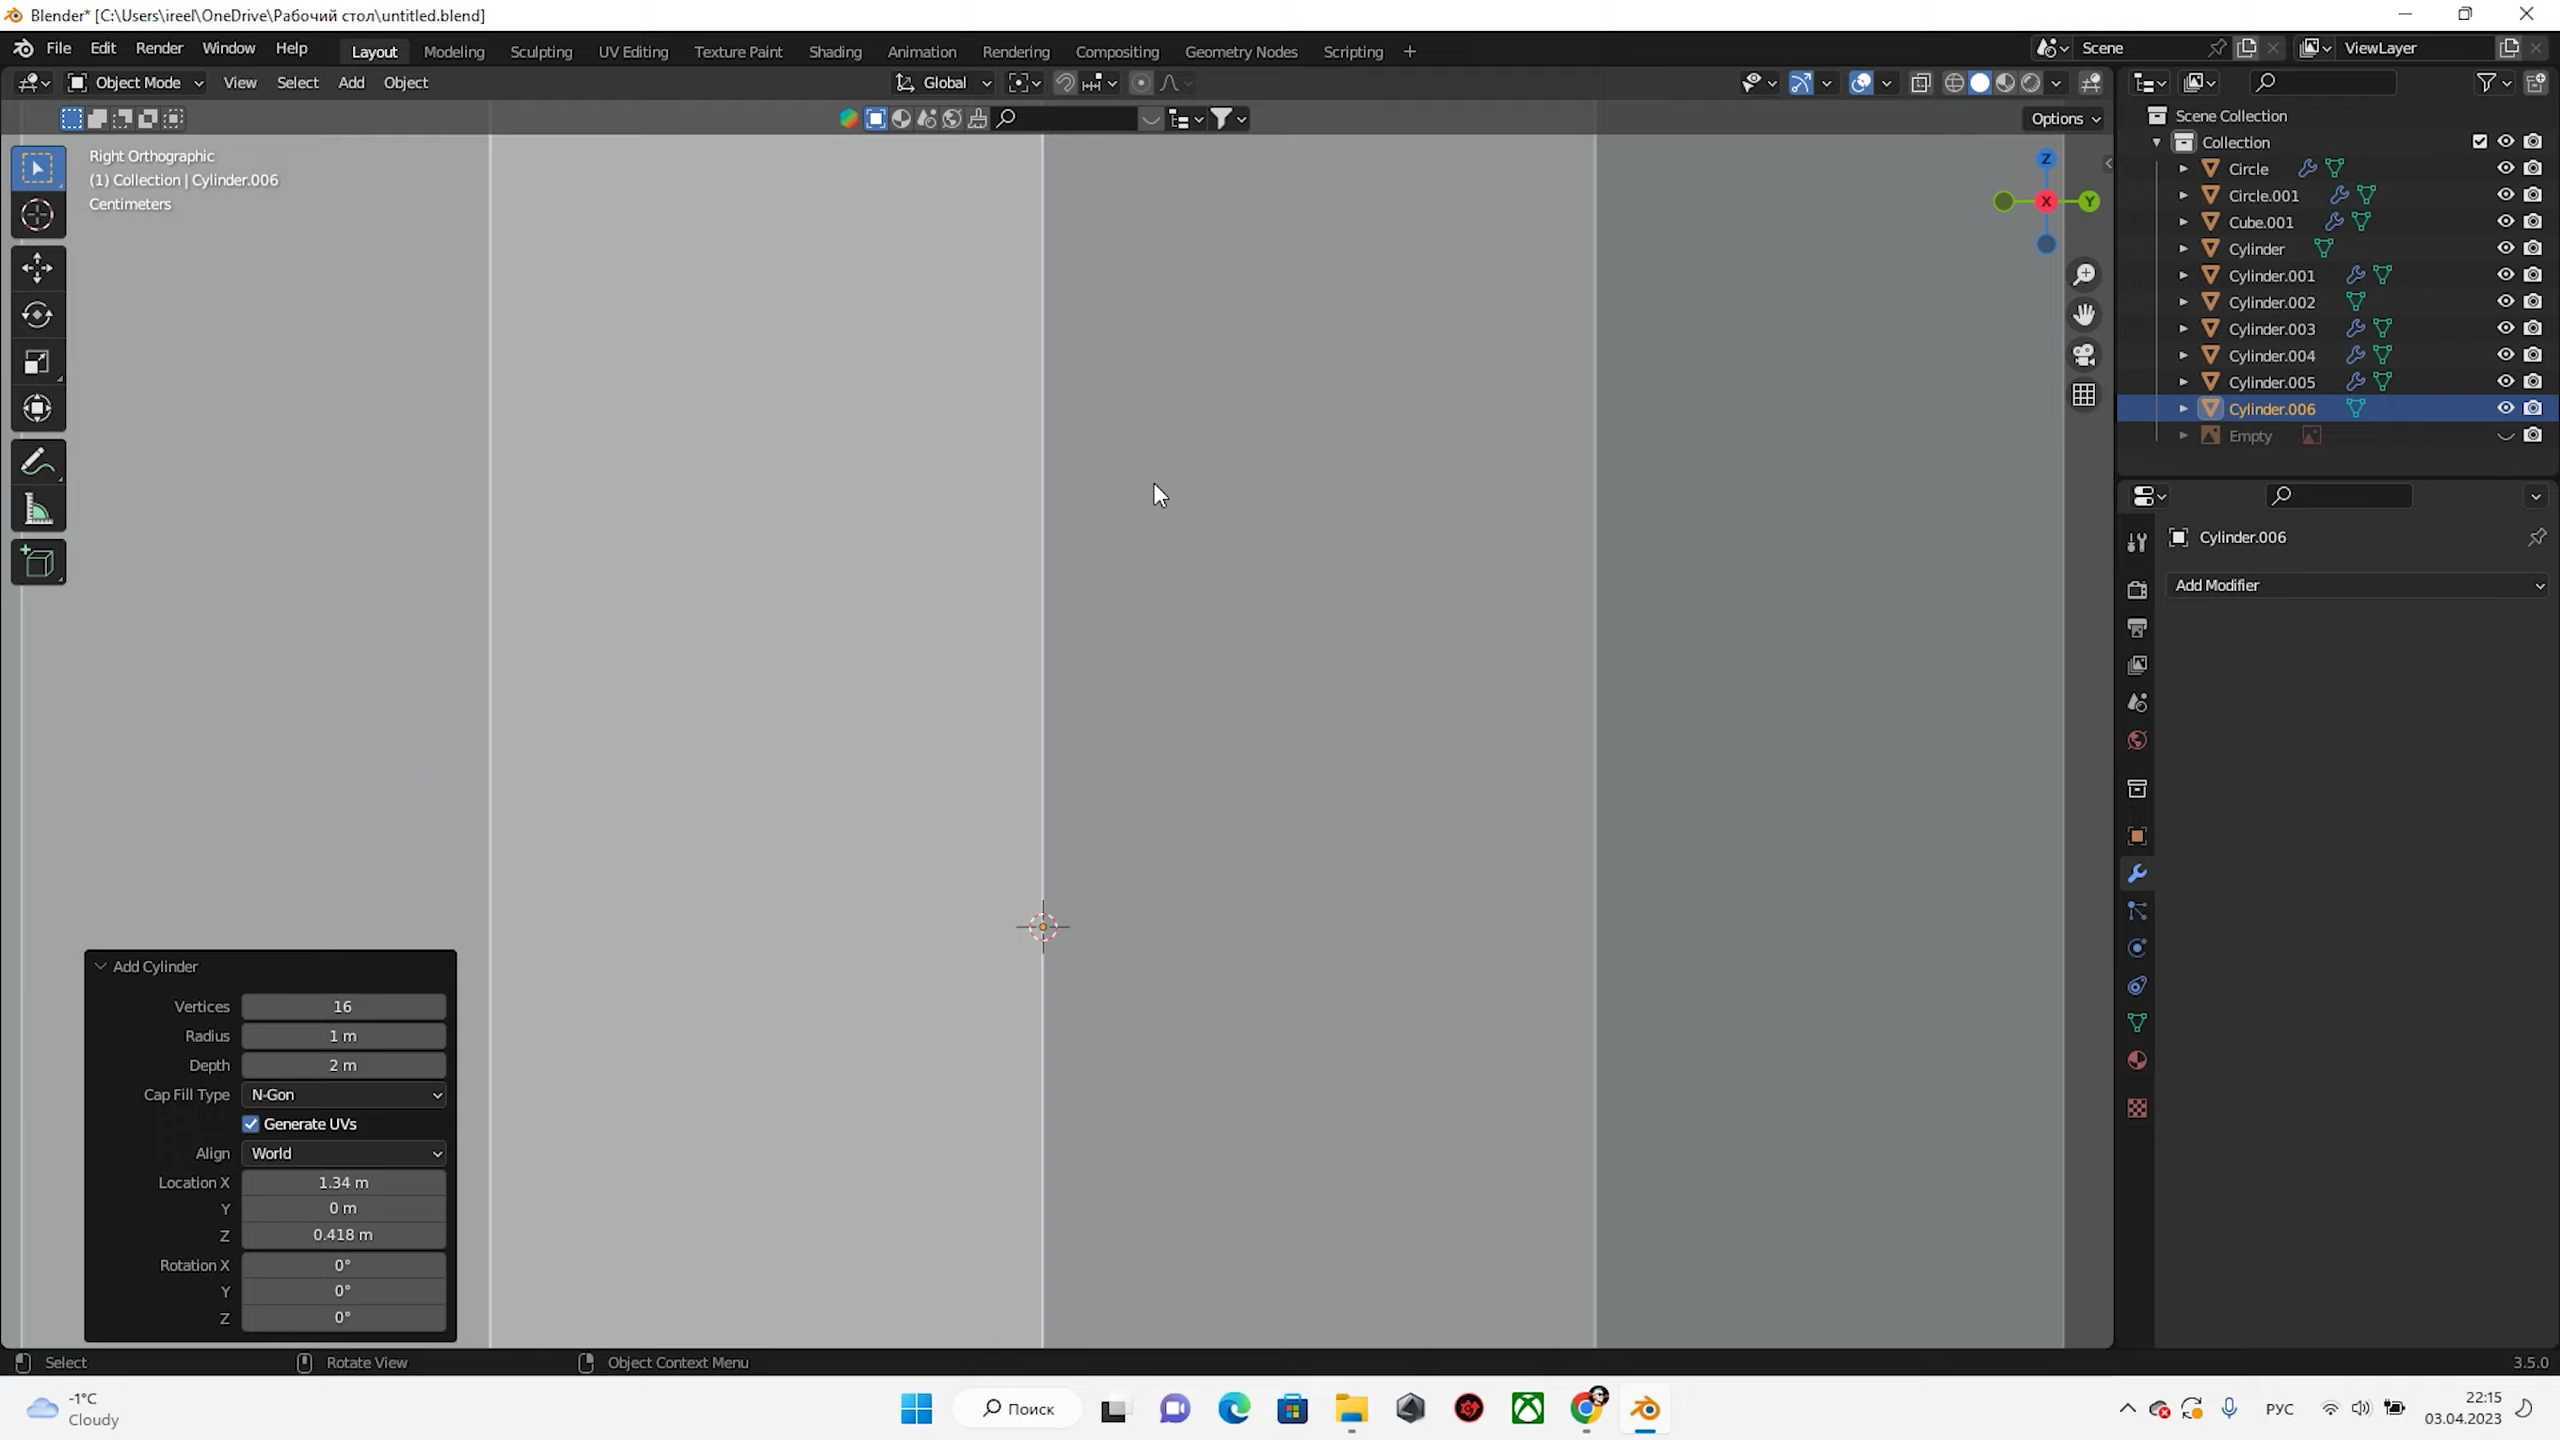 Blender* [C:\Users\ireel\OneDrive\Рабочий стол\untitled.blend]
File Edit Render Window Help Layout Modeling Sculpting UV Editing Texture Paint Shading Animation Rendering Compositing Geometry Nodes Scripting + Scene ViewLayer
Object Mode View Select Add Object Global
Options
Right Orthographic
(1) Collection | Cylinder.006
Centimeters
Z
X
Y
Scene Collection
Collection
Circle
Circle.001
Cube.001
Cylinder
Cylinder.001
Cylinder.002
Cylinder.003
Cylinder.004
Cylinder.005
Cylinder.006
Empty
Cylinder.006
Add Modifier
Add Cylinder
Vertices 16
Radius 1 m
Depth 2 m
Cap Fill Type N-Gon
Generate UVs
Align World
Location X 1.34 m
Y 0 m
Z 0.418 m
Rotation X 0°
Y 0°
Z 0°
Select Rotate View Object Context Menu 3.5.0
-1°C
Cloudy
Поиск
РУС
22:15
03.04.2023